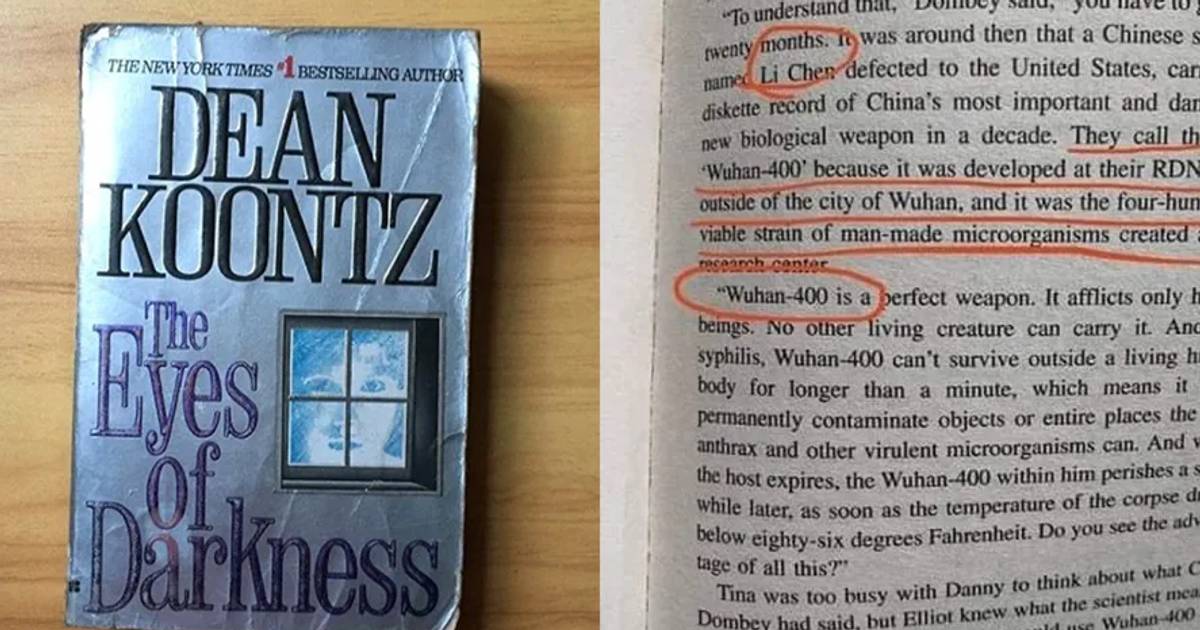 THE NEW YORK TIMES #1 BESTSELLING AUTHOR
DEAN
KOONTZ
The
Eyes
of
Darkness
"To understand that," Dombey said, "you have to
twenty months. It was around then that a Chinese
named Li Chen defected to the United States,
diskette record of China's most important and
new biological weapon in a decade. They call
'Wuhan-400' because it was developed at their
outside of the city of Wuhan, and it was the
viable strain of man-made microorganisms created
research center
"Wuhan-400 is a perfect weapon. It afflicts only
beings. No other living creature can carry it. And
syphilis, Wuhan-400 can't survive outside a living
body for longer than a minute, which means it
permanently contaminate objects or entire places the
anthrax and other virulent microorganisms can. And
the host expires, the Wuhan-400 within him perishes a
while later, as soon as the temperature of the corpse
below eighty-six degrees Fahrenheit. Do you see the
tage of all this?"
Tina was too busy with Danny to think about what
Dombey had said, but Elliot knew what the scientist
use Wuhan-400